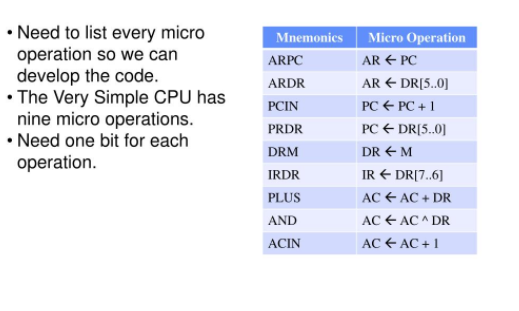 • Need to list every micro
operation so we can
develop the code.
• The Very Simple CPU has
nine micro operations.
• Need one bit for each
operation.
Mnemonics Micro Operation
ARPC AR ← PC
ARDR AR ← DR[5..0]
PCIN PC ← PC + 1
PRDR PC ← DR[5..0]
DRM DR ← M
IRDR IR ← DR[7..6]
PLUS AC ← AC + DR
AND AC ← AC ^ DR
ACIN AC ← AC + 1